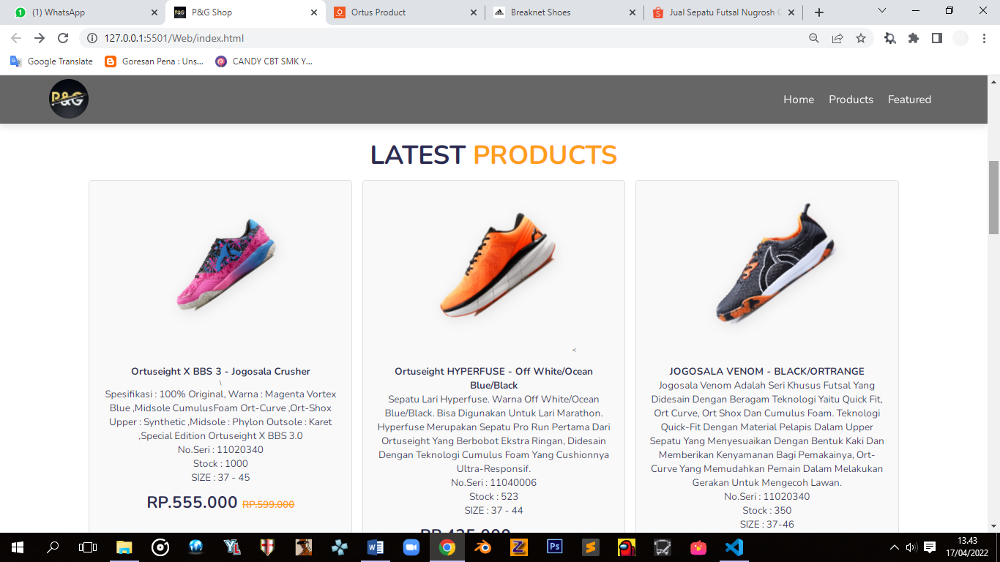 (1) WhatsApp
P&G Shop
Ortus Product
Breaknet Shoes
Jual Sepatu Futsal Nugrosh
127.0.0.1:5501/Web/index.html
Google Translate
Goresan Pena : Uns...
CANDY CBT SMK Y...
P&G
Home
Products
Featured
LATEST PRODUCTS
<
Ortuseight X BBS 3 - Jogosala Crusher
\
Spesifikasi : 100% Original, Warna : Magenta Vortex
Blue ,Midsole CumulusFoam Ort-Curve ,Ort-Shox
Upper : Synthetic ,Midsole : Phylon Outsole : Karet
,Special Edition Ortuseight X BBS 3.0
No.Seri : 11020340
Stock : 1000
SIZE : 37 - 45
RP.555.000 RP.599.000
Ortuseight HYPERFUSE - Off White/Ocean
Blue/Black
Sepatu Lari Hyperfuse. Warna Off White/Ocean
Blue/Black. Bisa Digunakan Untuk Lari Marathon.
Hyperfuse Merupakan Sepatu Pro Run Pertama Dari
Ortuseight Yang Berbobot Ekstra Ringan, Didesain
Dengan Teknologi Cumulus Foam Yang Cushionnya
Ultra-Responsif.
No.Seri : 11040006
Stock : 523
SIZE : 37 - 44
JOGOSALA VENOM - BLACK/ORTRANGE
Jogosala Venom Adalah Seri Khusus Futsal Yang
Didesain Dengan Beragam Teknologi Yaitu Quick Fit,
Ort Curve, Ort Shox Dan Cumulus Foam. Teknologi
Quick-Fit Dengan Material Pelapis Dalam Upper
Sepatu Yang Menyesuaikan Dengan Bentuk Kaki Dan
Memberikan Kenyamanan Bagi Pemakainya, Ort-
Curve Yang Memudahkan Pemain Dalam Melakukan
Gerakan Untuk Mengecoh Lawan.
No.Seri : 11020340
Stock : 350
SIZE : 37-46
13.43
17/04/2022